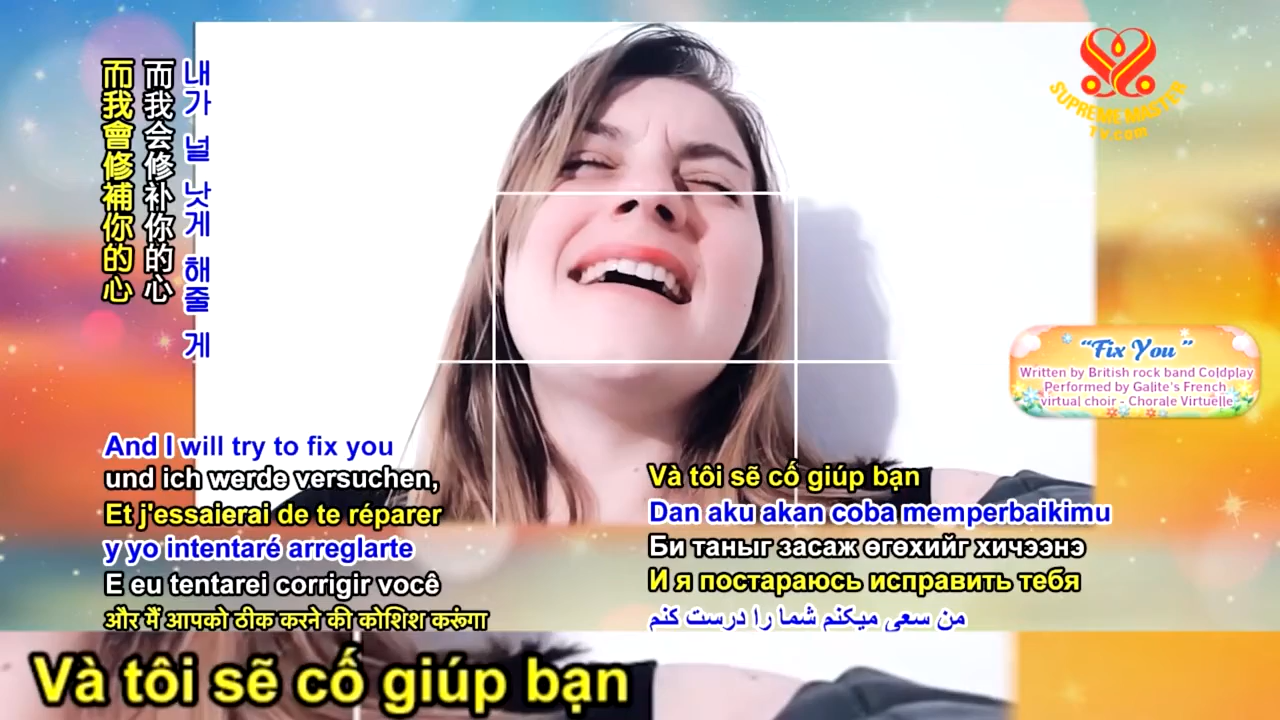 而我會修補你的心
而我会修补你的心
내가 널 낫게 해줄 게
SUPREME MASTER
TV.com
“Fix You”
Written by British rock band Coldplay
Performed by Galite's French
virtual choir - Chorale Virtuelle
And I will try to fix you
und ich werde versuchen,
Et j'essaierai de te réparer
y yo intentaré arreglarte
E eu tentarei corrigir você
और मैं आपको ठीक करने की कोशिश करूंगा
Và tôi sẽ cố giúp bạn
Dan aku akan coba memperbaikimu
Би таныг засаж өгөхийг хичээнэ
И я постараюсь исправить тебя
من سعی میکنم شما را درست کنم
Và tôi sẽ cố giúp bạn